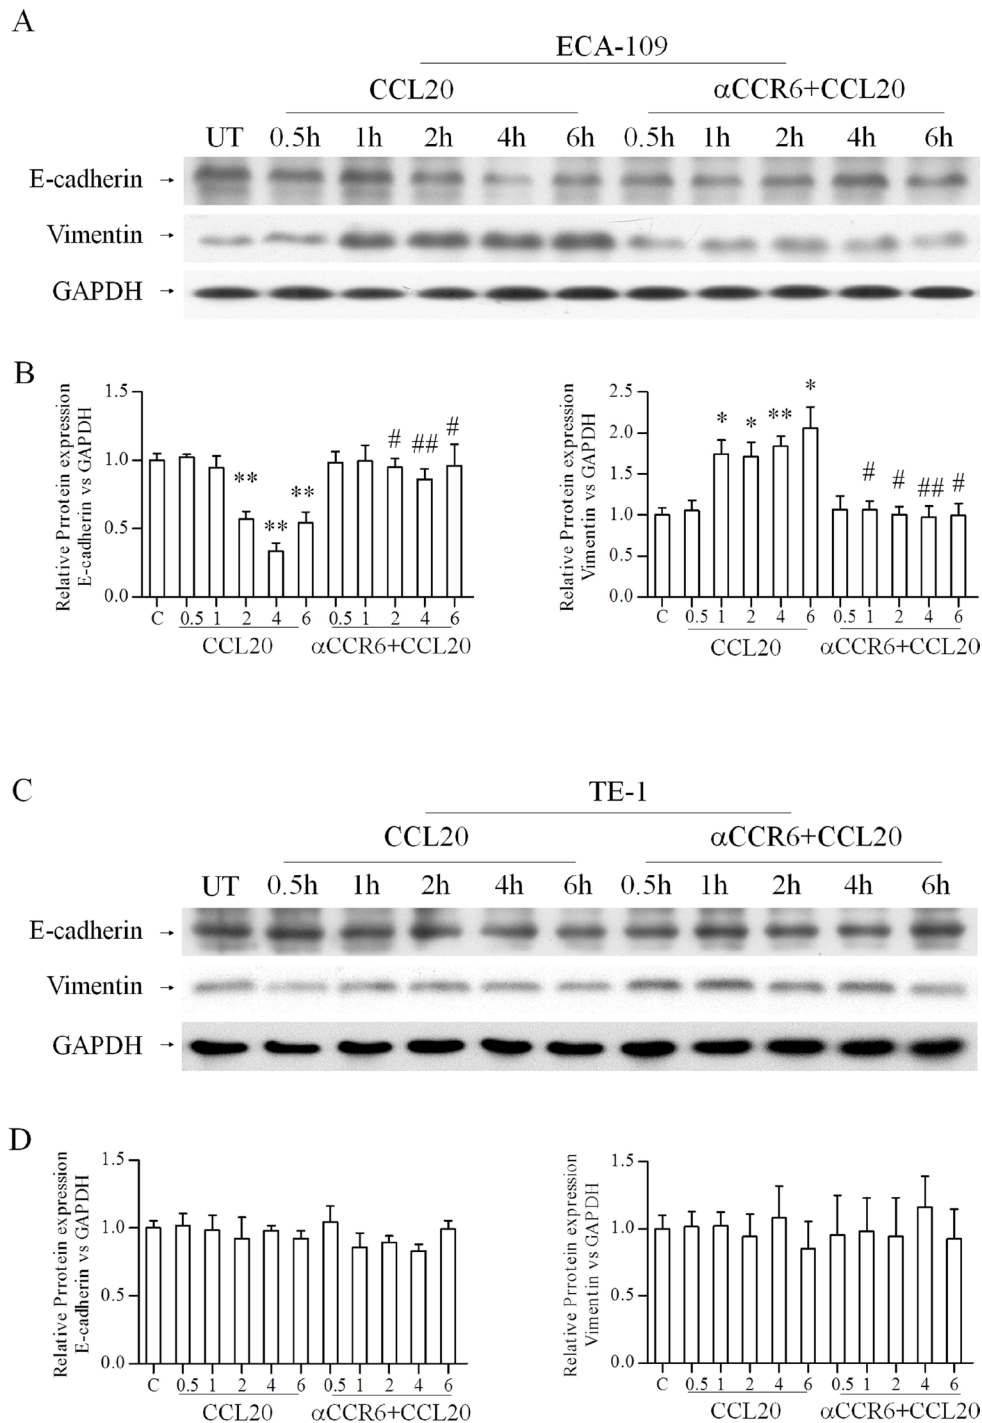 A
ECA-109
CCL20 αCCR6+CCL20
UT 0.5h 1h 2h 4h 6h 0.5h 1h 2h 4h 6h
E-cadherin →
Vimentin →
GAPDH →
B
Relative Prrotein expression
E-cadherin vs GAPDH
1.5
1.0
0.5
0.0
** ** ** # ## #
C 0.5 1 2 4 6 0.5 1 2 4 6
CCL20 αCCR6+CCL20
Relative Prrotein expression
Vimentin vs GAPDH
2.5
2.0
1.5
1.0
0.5
0.0
* * ** * # # ## #
C 0.5 1 2 4 6 0.5 1 2 4 6
CCL20 αCCR6+CCL20
C
TE-1
CCL20 αCCR6+CCL20
UT 0.5h 1h 2h 4h 6h 0.5h 1h 2h 4h 6h
E-cadherin →
Vimentin →
GAPDH →
D
Relative Prrotein expression
E-cadherin vs GAPDH
1.5
1.0
0.5
0.0
C 0.5 1 2 4 6 0.5 1 2 4 6
CCL20 αCCR6+CCL20
Relative Prrotein expression
Vimentin vs GAPDH
1.5
1.0
0.5
0.0
C 0.5 1 2 4 6 0.5 1 2 4 6
CCL20 αCCR6+CCL20